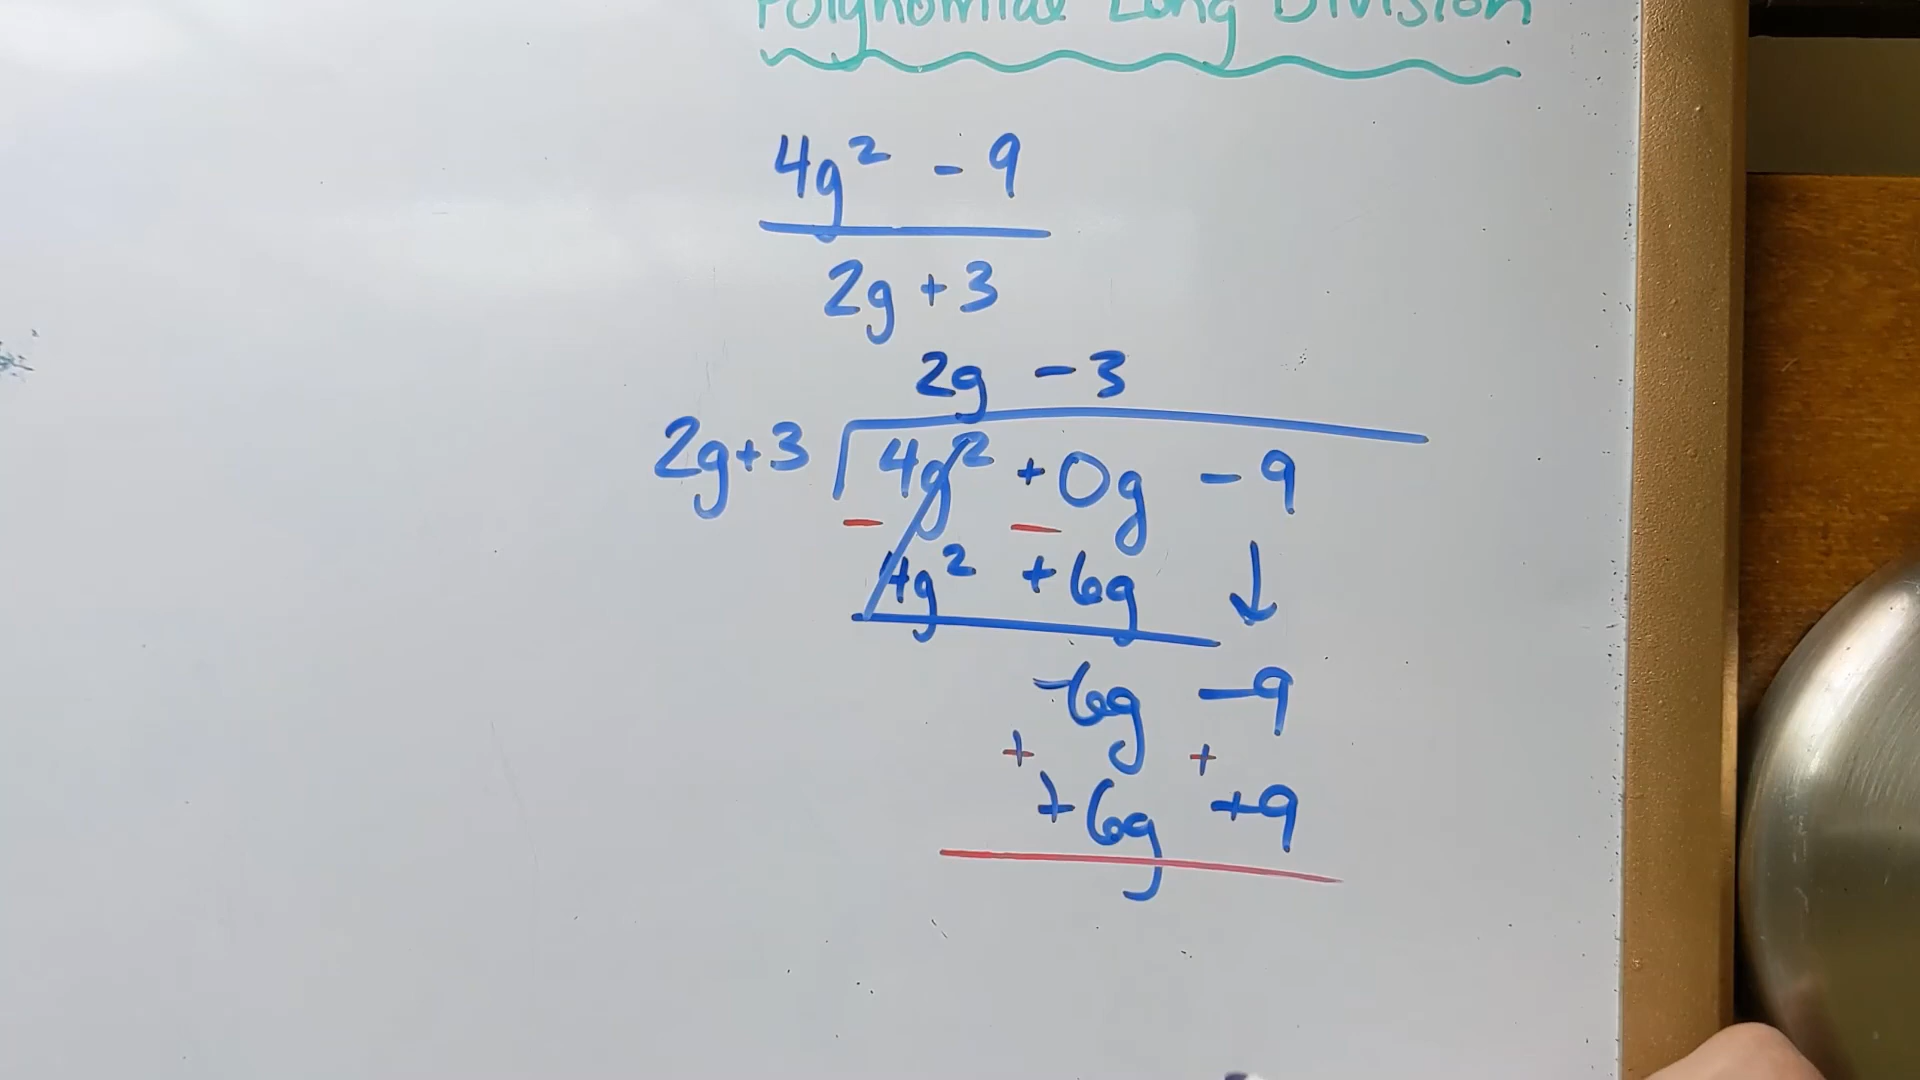 Polynomial Long Division
4g² - 9
2g + 3
2g - 3
2g+3 4g² + 0g - 9
- -
4g² + 6g ↓
-6g - 9
+ +
+6g +9